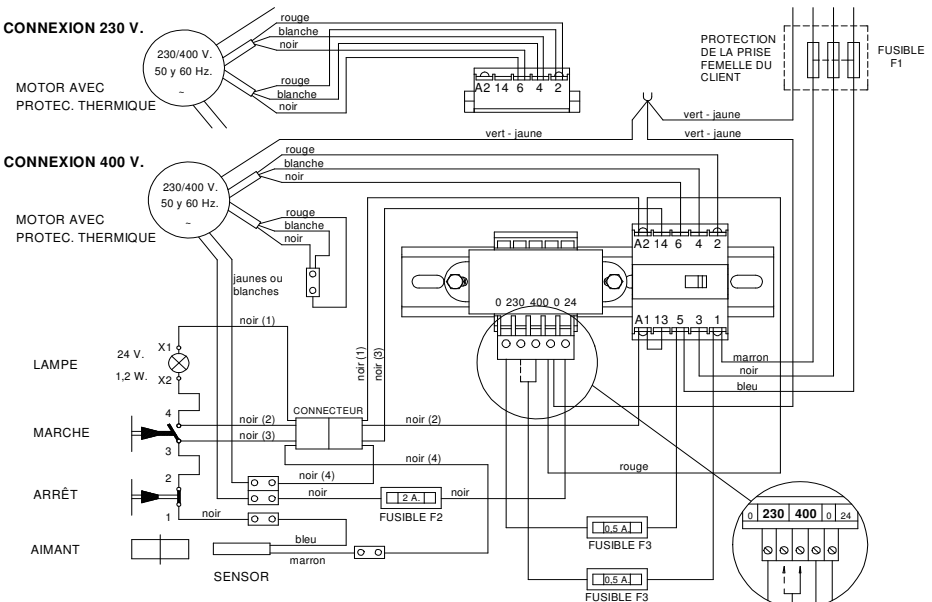 CONNEXION 230 V.
230/400 V.
50 y 60 Hz.
~
MOTOR AVEC
PROTEC. THERMIQUE
rouge
blanche
noir
rouge
blanche
noir
A2 14 6 4 2
PROTECTION
DE LA PRISE
FEMELLE DU
CLIENT
FUSIBLE
F1
vert - jaune
vert - jaune
vert - jaune
CONNEXION 400 V.
230/400 V.
50 y 60 Hz.
~
MOTOR AVEC
PROTEC. THERMIQUE
rouge
blanche
noir
rouge
blanche
noir
jaunes ou
blanches
A2 14 6 4 2
0 230 400 0 24
A1 13 5 3 1
marron
noir
bleu
noir (1)
noir (1)
noir (3)
LAMPE
24 V.
1,2 W.
X1
X2
MARCHE
4
3
noir (2)
noir (3)
CONNECTEUR
noir (2)
noir (4)
noir (4)
rouge
ARRÊT
2
1
noir
noir
2 A.
FUSIBLE F2
noir
AIMANT
bleu
marron
SENSOR
0,5 A.
FUSIBLE F3
0,5 A.
FUSIBLE F3
0 230 400 0 24